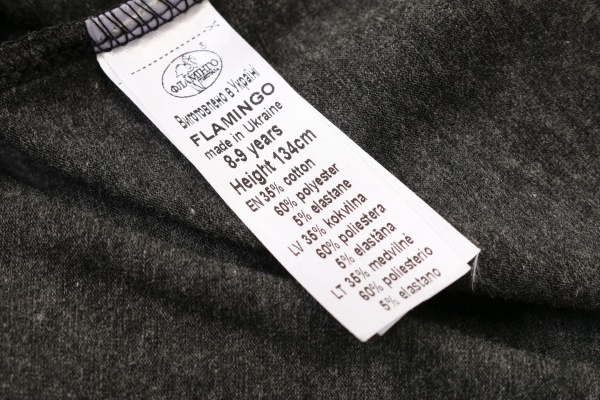 ФЛАМІНГО
Виготовлено в Україні
FLAMINGO
made in Ukraine
8-9 years
Height 134cm
EN 35% cotton
60% polyester
5% elastane
LV 35% kokvilna
60% poliestera
5% elastāna
LT 35% medvilnė
60% poliesterio
5% elastano